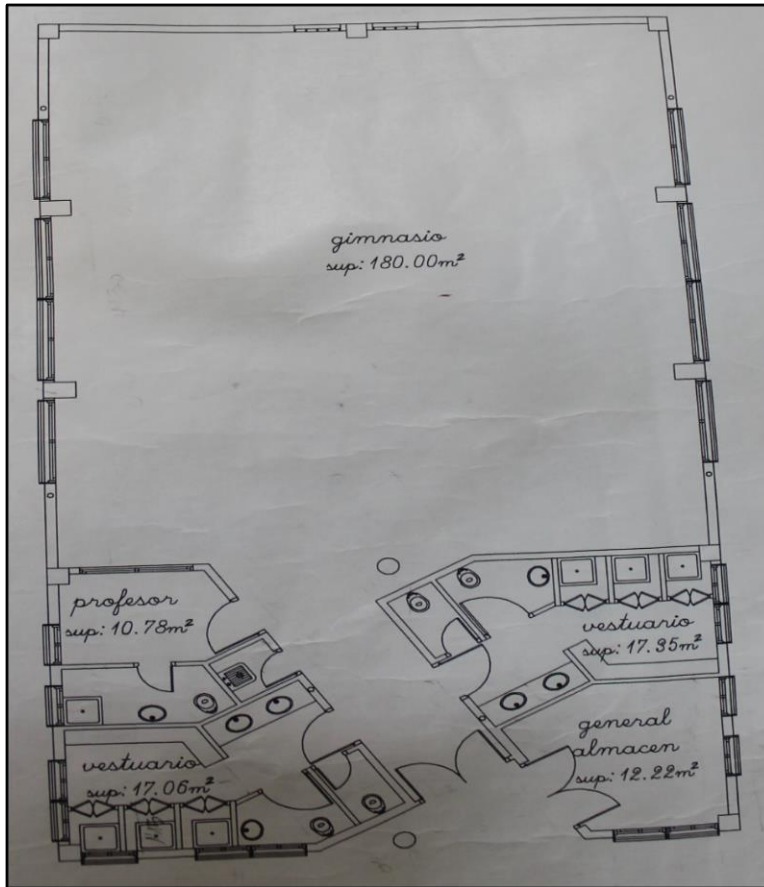 gimnasio
sup: 180.00m²
profesor
sup: 10.78m²
vestuario
sup: 17.35m²
general
almacen
sup: 12.22m²
vestuario
sup: 17.06m²